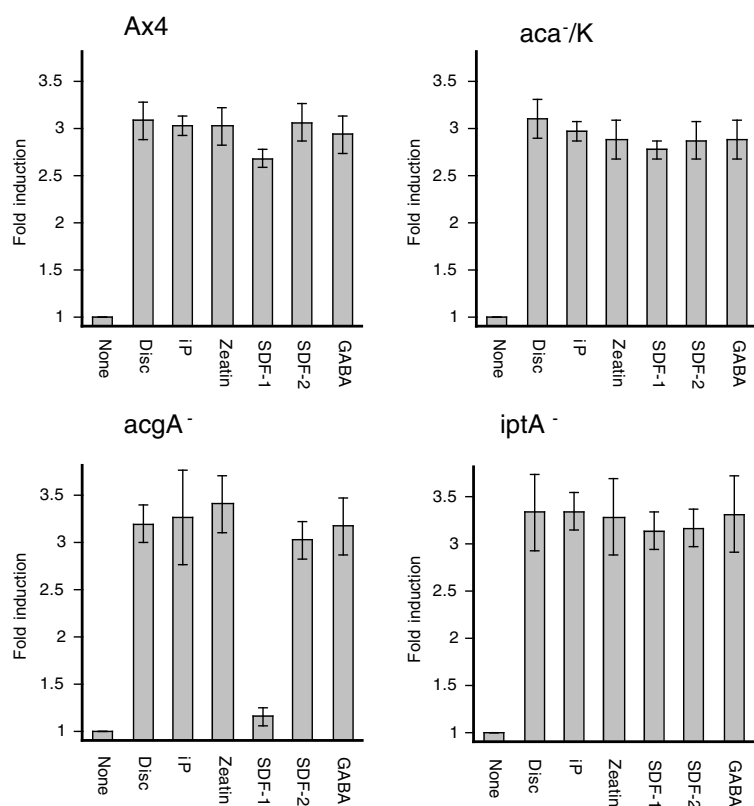 Ax4
Fold induction
3.5
3
2.5
2
1.5
1
None
Disc
iP
Zeatin
SDF-1
SDF-2
GABA
aca⁻/K
Fold induction
3.5
3
2.5
2
1.5
1
None
Disc
iP
Zeatin
SDF-1
SDF-2
GABA
acgA⁻
Fold induction
3.5
3
2.5
2
1.5
1
None
Disc
iP
Zeatin
SDF-1
SDF-2
GABA
iptA⁻
Fold induction
3.5
3
2.5
2
1.5
1
None
Disc
iP
Zeatin
SDF-1
SDF-2
GABA